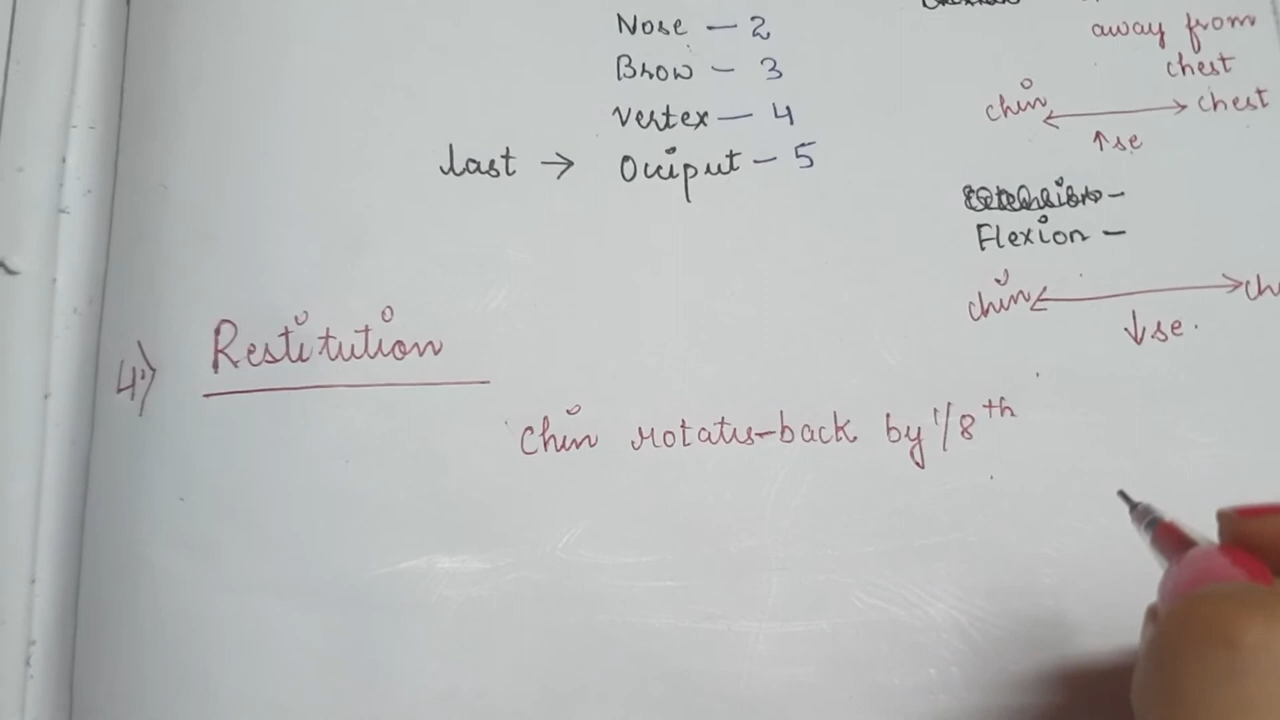 Nose - 2
Brow - 3
Vertex - 4
last → Occiput - 5
away from
chest
chin ↔ chest
↑se
Flexion -
chin ↔ ch
↓se.
4) Restitution
Chin rotates-back by 1/8th